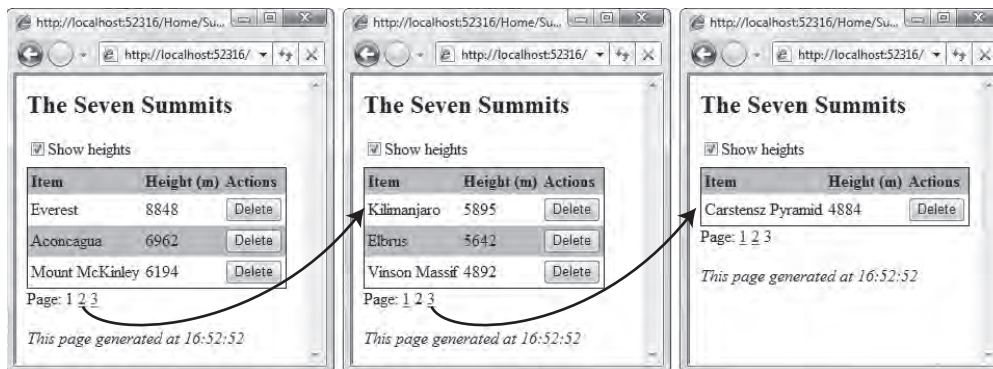 http://localhost:52316/Home/Su...
http://localhost:52316/
The Seven Summits
Show heights
Item Height (m) Actions
Everest 8848 Delete
Aconcagua 6962 Delete
Mount McKinley 6194 Delete
Page: 1 2 3
This page generated at 16:52:52
http://localhost:52316/Home/Su...
http://localhost:52316/
The Seven Summits
Show heights
Item Height (m) Actions
Kilimanjaro 5895 Delete
Elbrus 5642 Delete
Vinson Massif 4892 Delete
Page: 1 2 3
This page generated at 16:52:52
http://localhost:52316/Home/Su...
http://localhost:52316/
The Seven Summits
Show heights
Item Height (m) Actions
Carstensz Pyramid 4884 Delete
Page: 1 2 3
This page generated at 16:52:52